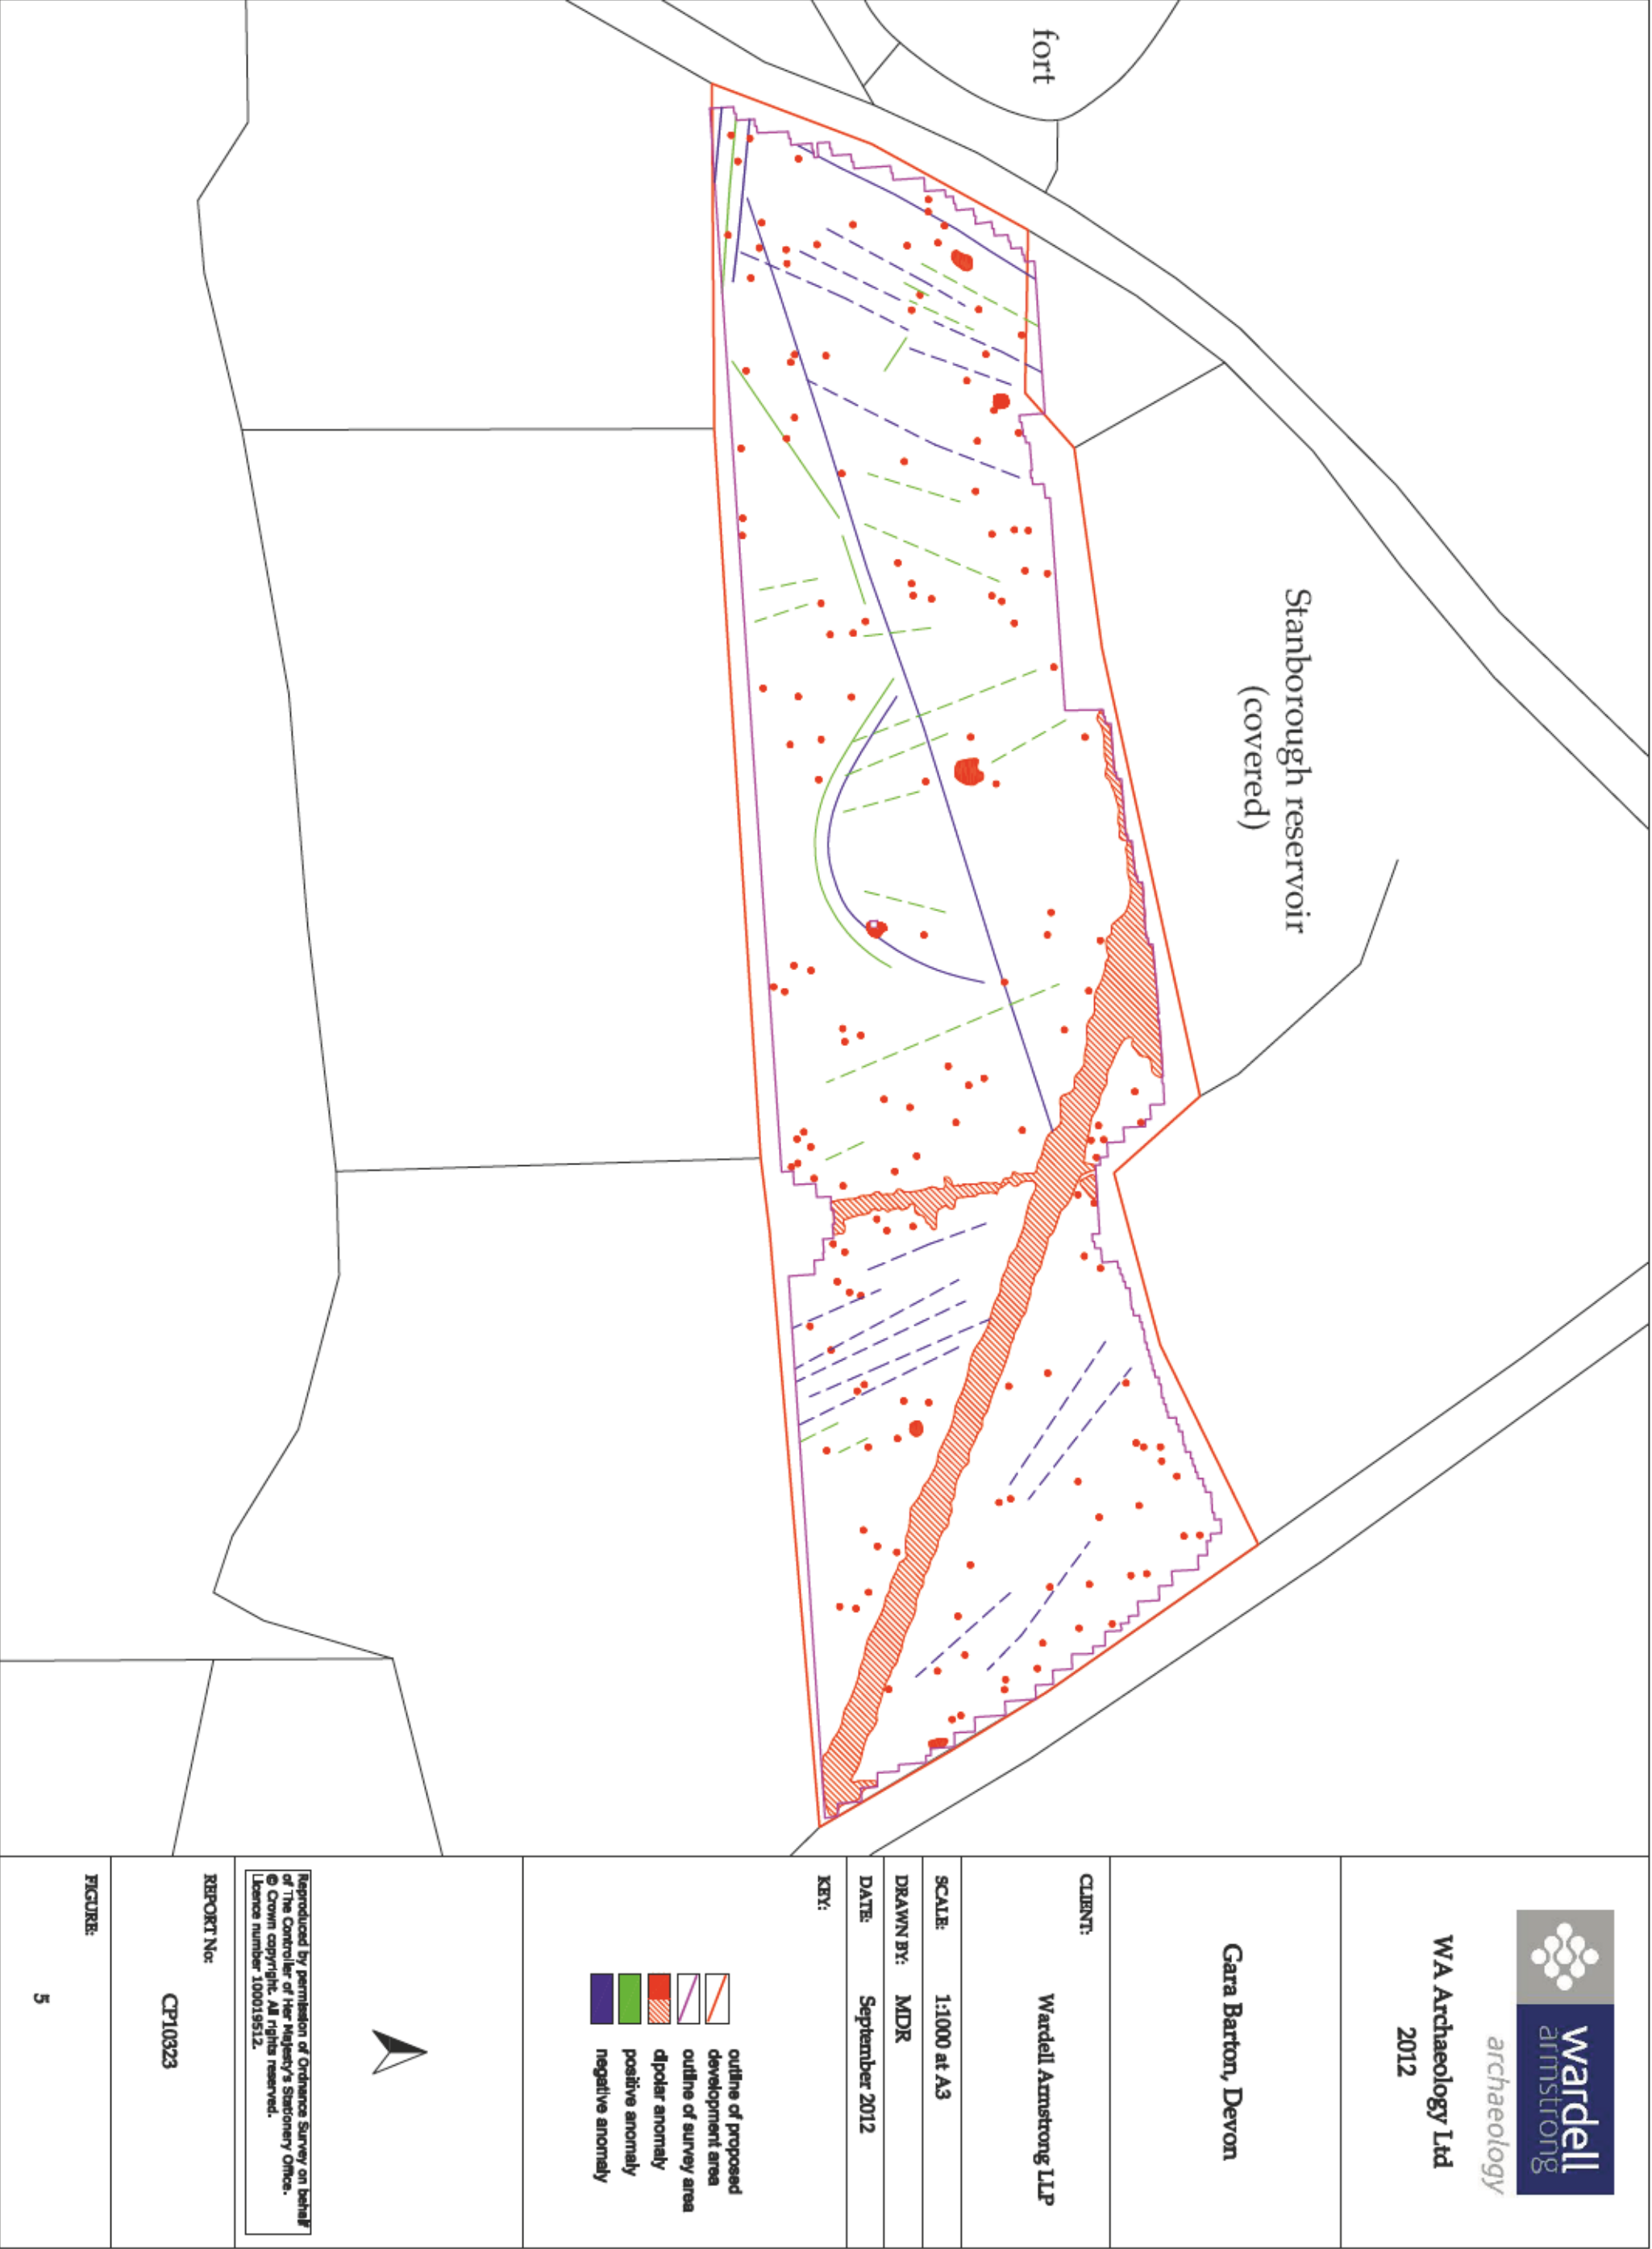 fort
Stanborough reservoir
(covered)
wardell
armstrong
archaeology
WA Archaeology Ltd
2012
Gara Barton, Devon
CLIENT:
Wardell Armstrong LLP
SCALE: 1:1000 at A3
DRAWN BY: MDR
DATE: September 2012
KEY:
outline of proposed
development area
outline of survey area
dipolar anomaly
positive anomaly
negative anomaly
Reproduced by permission of Ordnance Survey on behalf
of The Controller of Her Majesty's Stationery Office.
© Crown copyright. All rights reserved.
Licence number 100019512.
REPORT No:
CP10323
FIGURE:
5